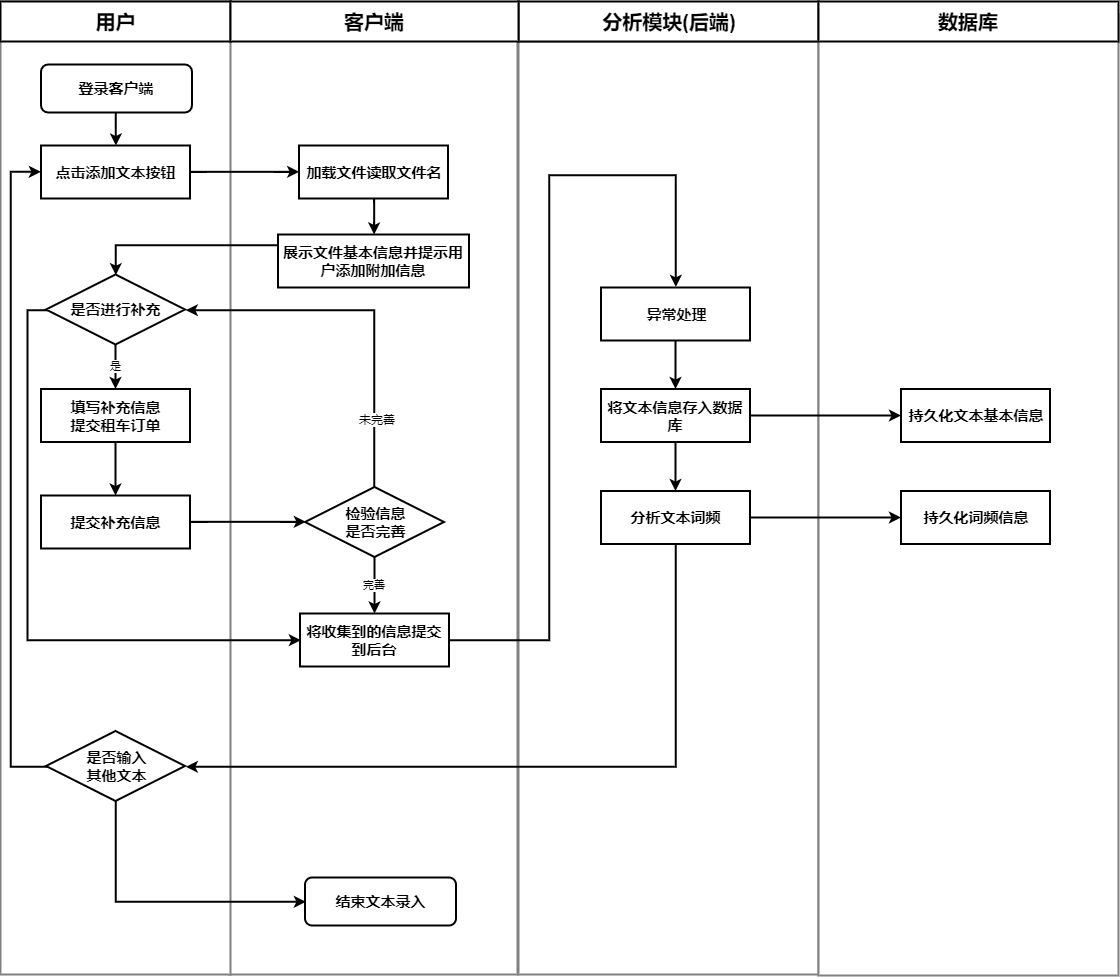 用户
客户端
分析模块(后端)
数据库
登录客户端
点击添加文本按钮
加载文件读取文件名
展示文件基本信息并提示用
户添加附加信息
是否进行补充
是
填写补充信息
提交租车订单
提交补充信息
未完善
检验信息
是否完善
完善
将收集到的信息提交
到后台
异常处理
将文本信息存入数据
库
持久化文本基本信息
分析文本词频
持久化词频信息
是否输入
其他文本
结束文本录入